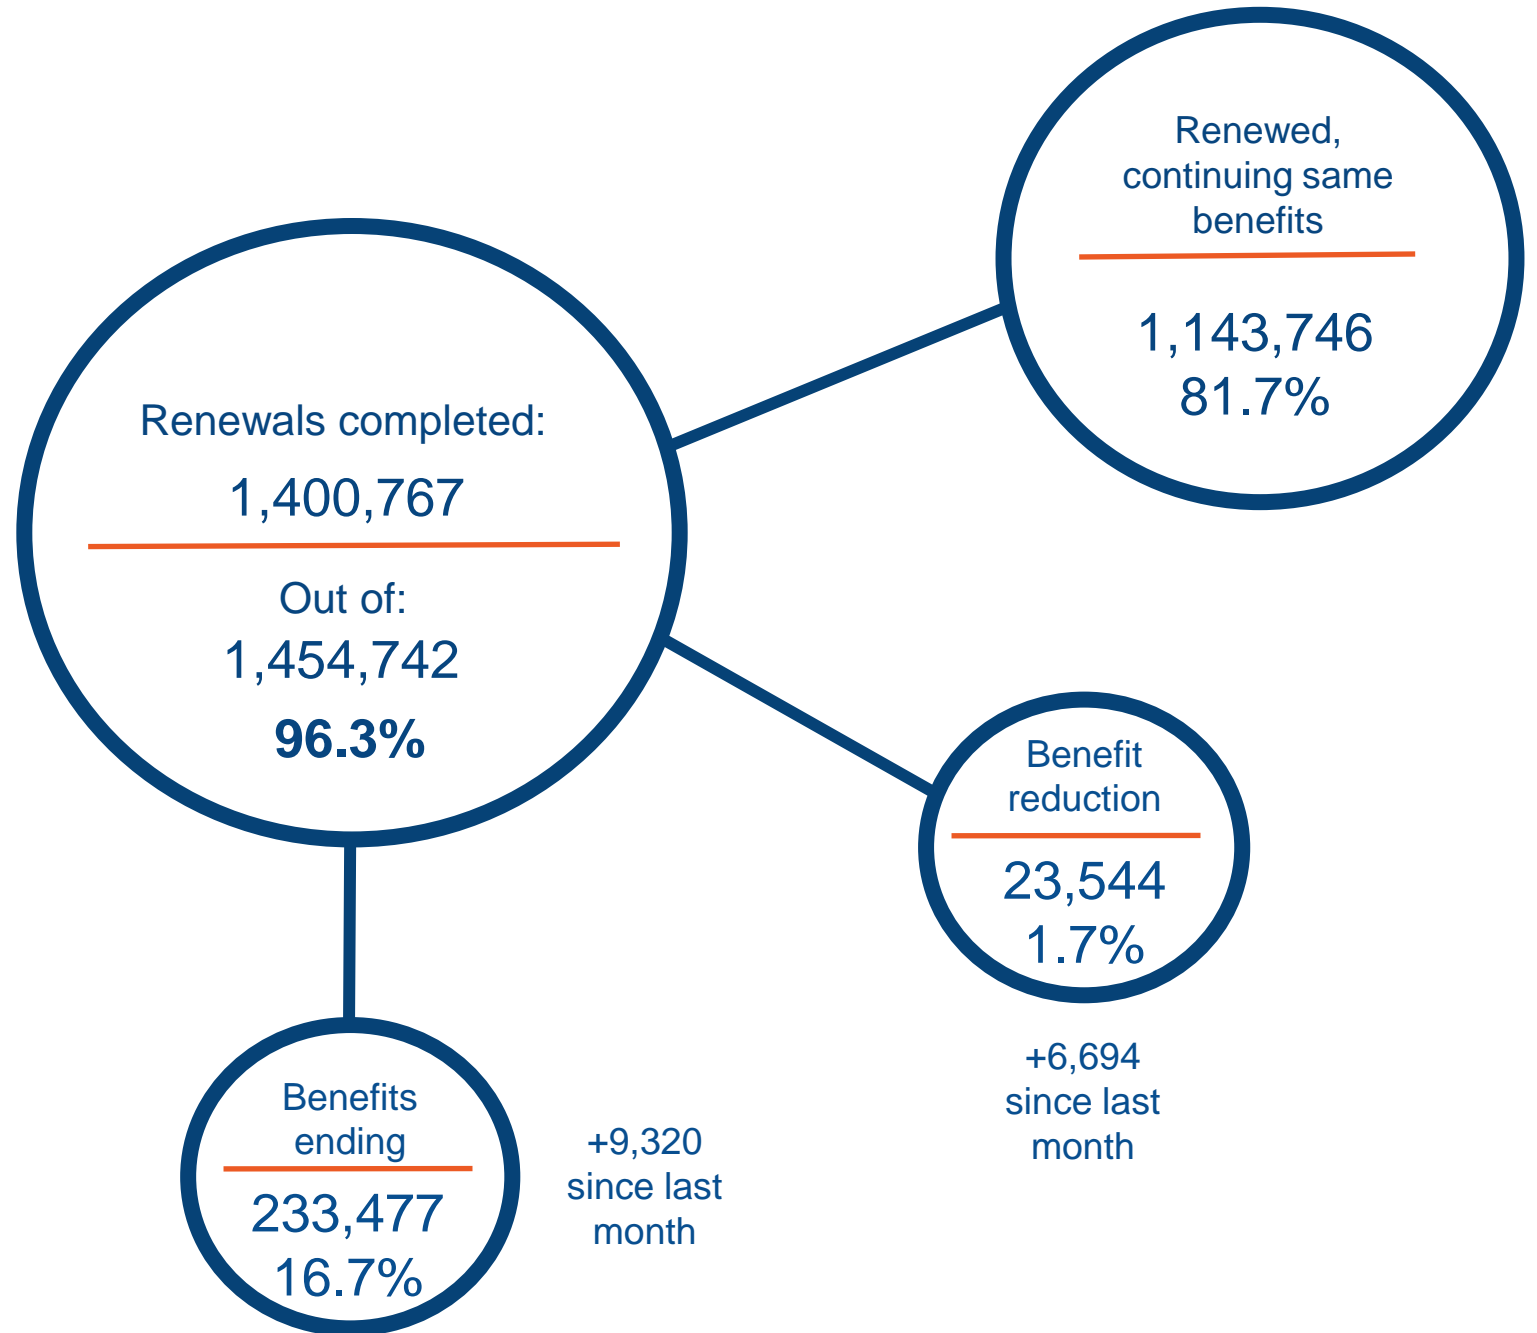 Renewals completed:
1,400,767
Out of:
1,454,742
96.3%
Renewed,
continuing same
benefits
1,143,746
81.7%
Benefit
reduction
23,544
1.7%
+6,694
since last
month
Benefits
ending
233,477
16.7%
+9,320
since last
month